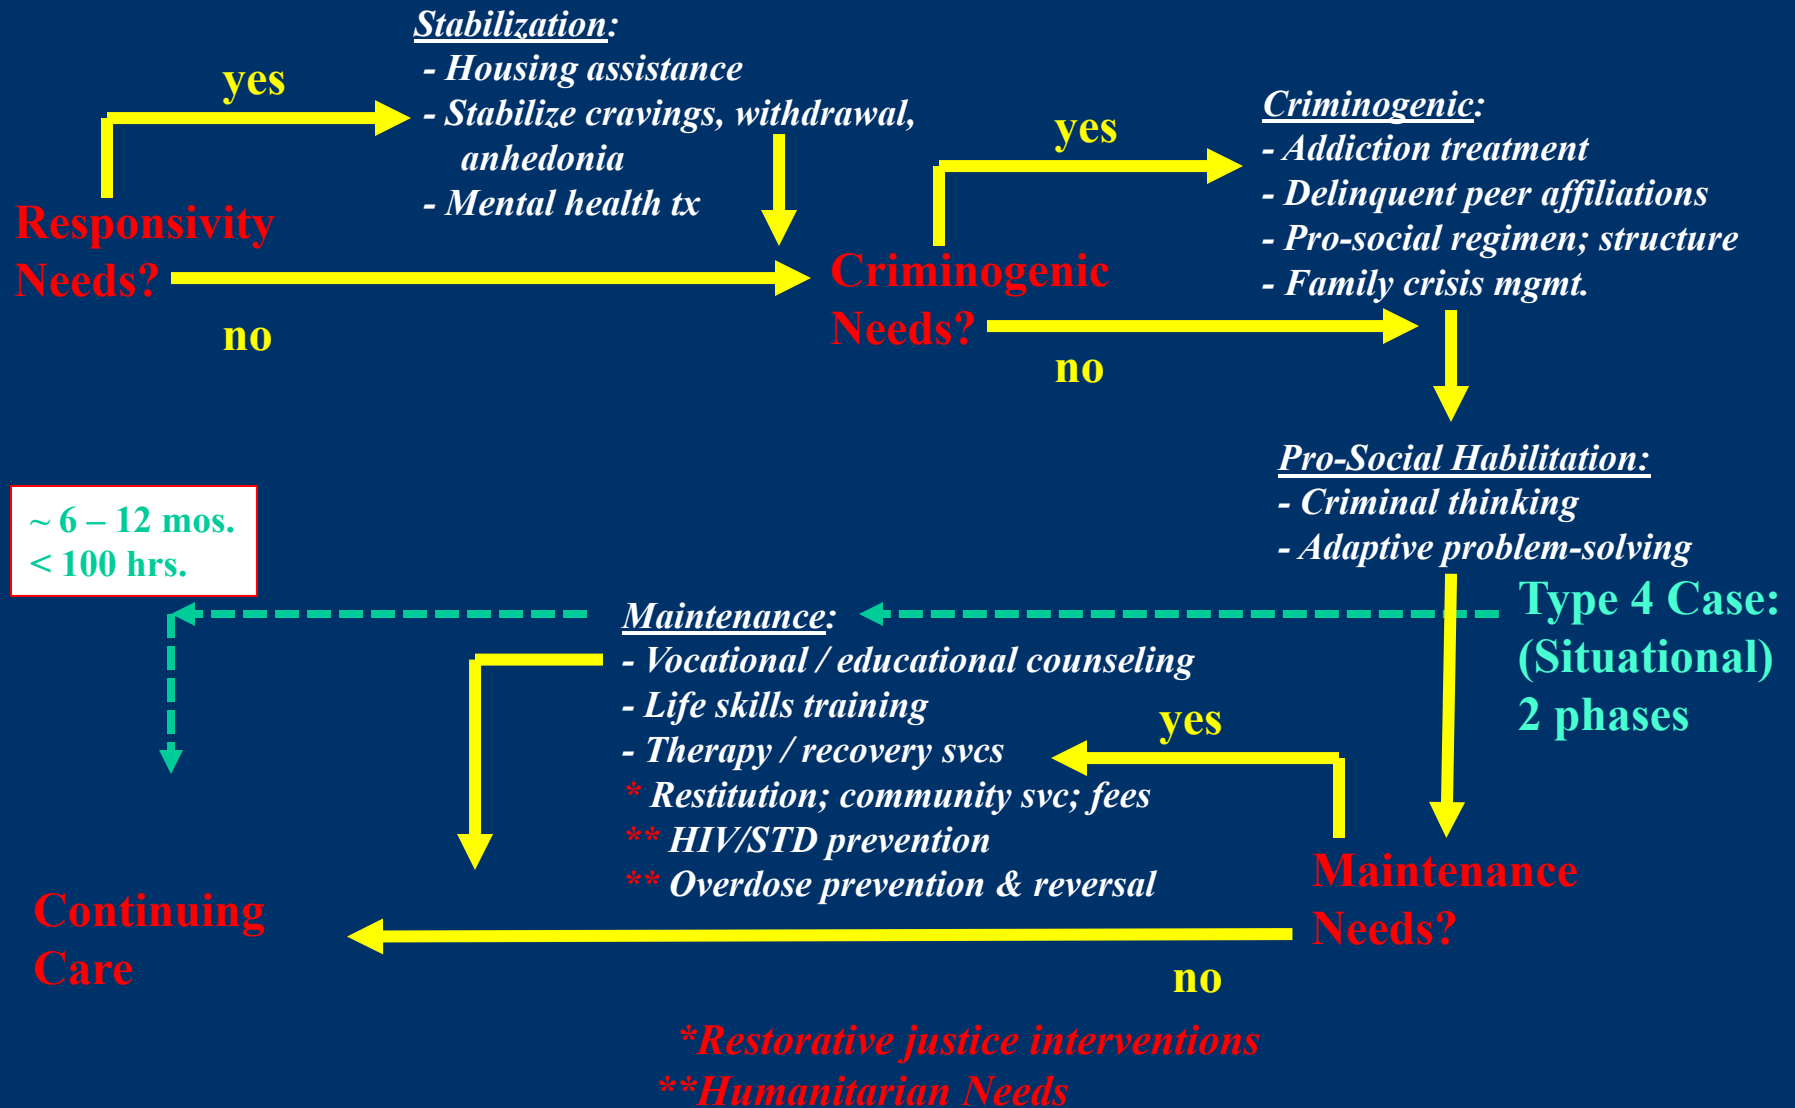 Stabilization:
- Housing assistance
- Stabilize cravings, withdrawal,
anhedonia
- Mental health tx
yes
Responsivity
Needs?
no
yes
Criminogenic
Needs?
no
Criminogenic:
- Addiction treatment
- Delinquent peer affiliations
- Pro-social regimen; structure
- Family crisis mgmt.
Pro-Social Habilitation:
- Criminal thinking
- Adaptive problem-solving
~ 6 – 12 mos.
< 100 hrs.
Type 4 Case:
(Situational)
2 phases
Maintenance:
- Vocational / educational counseling
- Life skills training
- Therapy / recovery svcs
* Restitution; community svc; fees
** HIV/STD prevention
** Overdose prevention & reversal
yes
Maintenance
Needs?
no
Continuing
Care
*Restorative justice interventions
**Humanitarian Needs